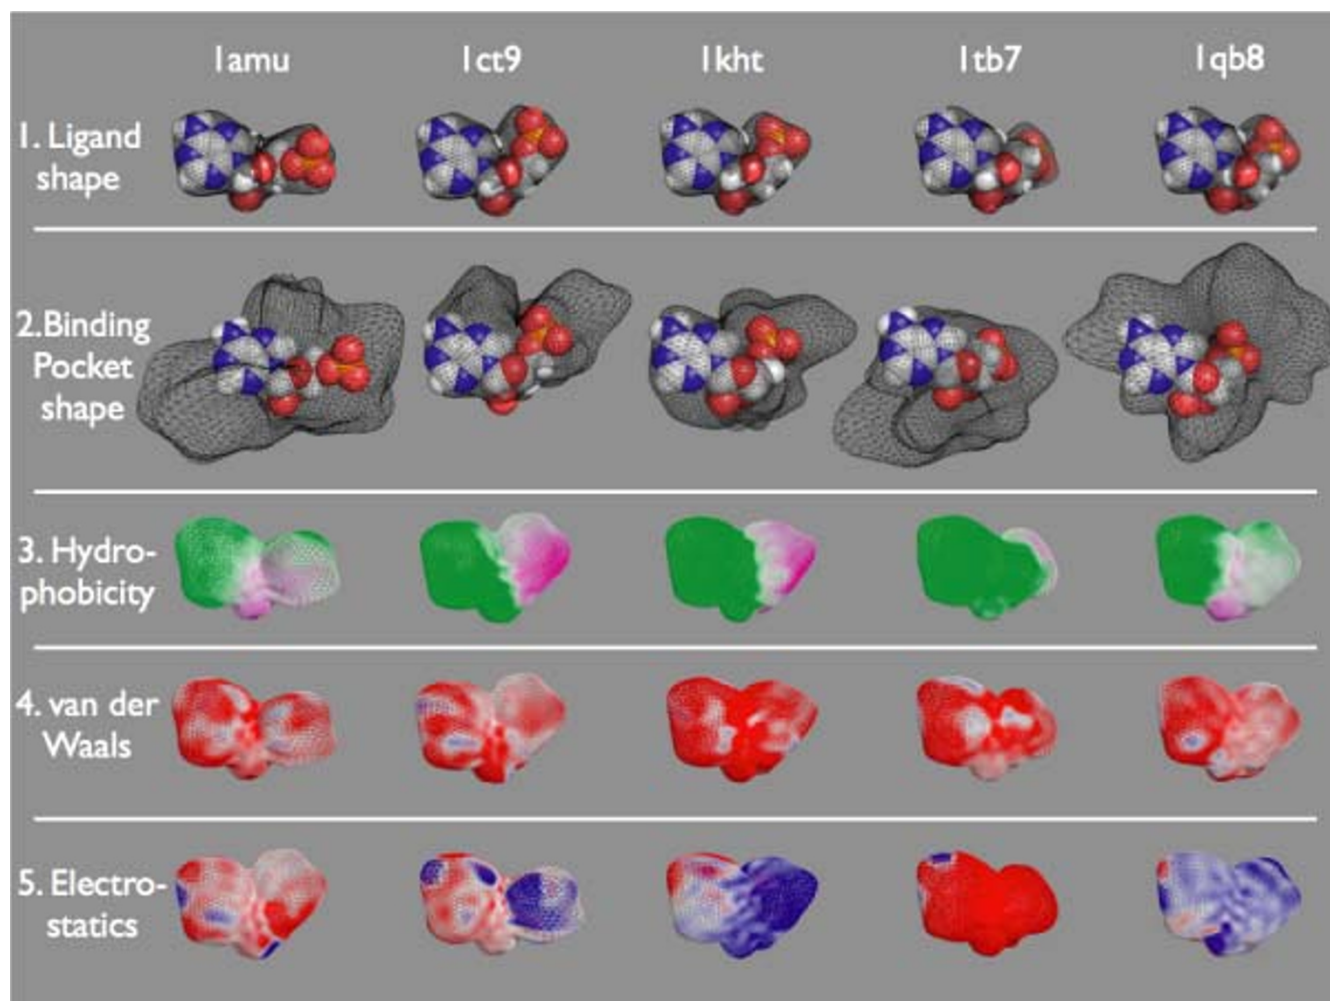 1amu 1ct9 1kht 1tb7 1qb8
1. Ligand
shape
2.Binding
Pocket
shape
3. Hydro-
phobicity
4. van der
Waals
5. Electro-
statics